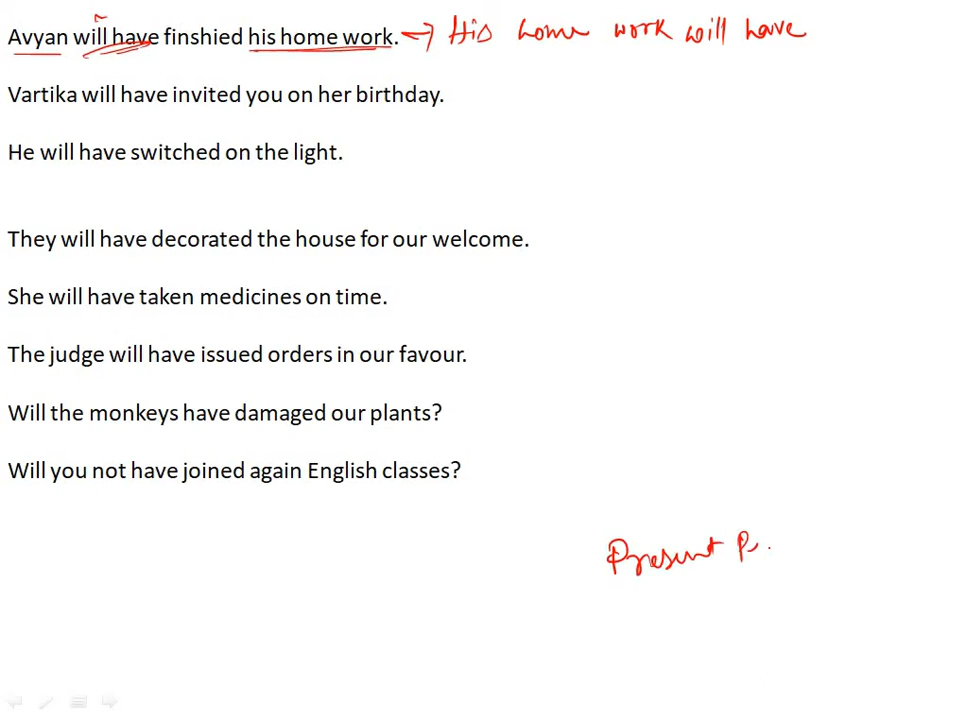 Avyan will have finshied his home work. → His home work will have
Vartika will have invited you on her birthday.
He will have switched on the light.
They will have decorated the house for our welcome.
She will have taken medicines on time.
The judge will have issued orders in our favour.
Will the monkeys have damaged our plants?
Will you not have joined again English classes?
Present